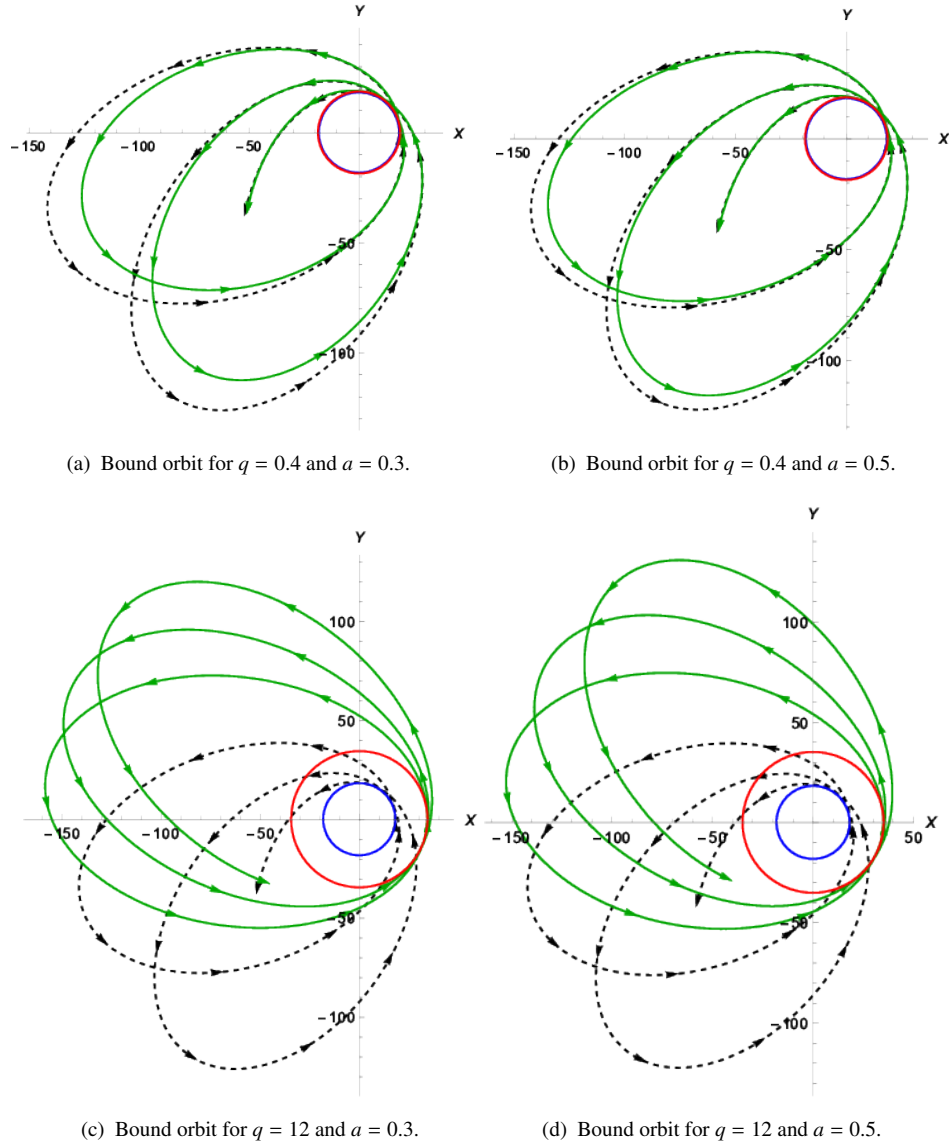 Y
Y
X
X
−150
−100
−50
−150
−100
−50
−50
−50
−100
−100
(a) Bound orbit for q = 0.4 and a = 0.3.
(b) Bound orbit for q = 0.4 and a = 0.5.
Y
Y
100
100
50
50
X
X
−150
−100
−50
−150
−100
−50
50
−50
−50
−100
−100
(c) Bound orbit for q = 12 and a = 0.3.
(d) Bound orbit for q = 12 and a = 0.5.